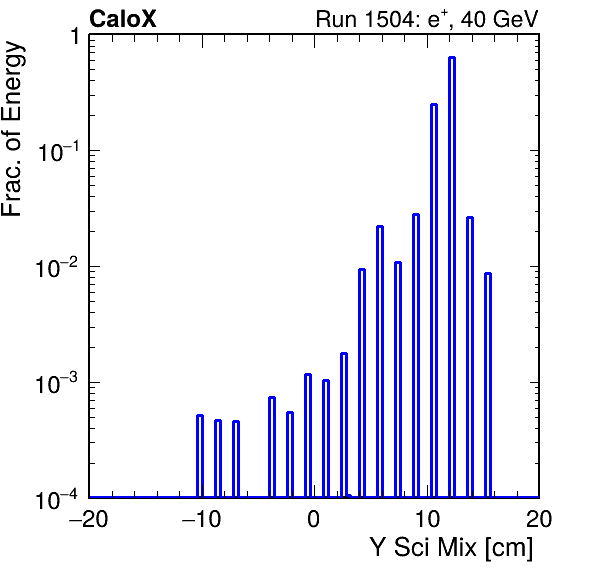 CaloX
Run 1504: e⁺, 40 GeV
Frac. of Energy
1
10⁻¹
10⁻²
10⁻³
10⁻⁴
−20
−10
0
10
20
Y Sci Mix [cm]